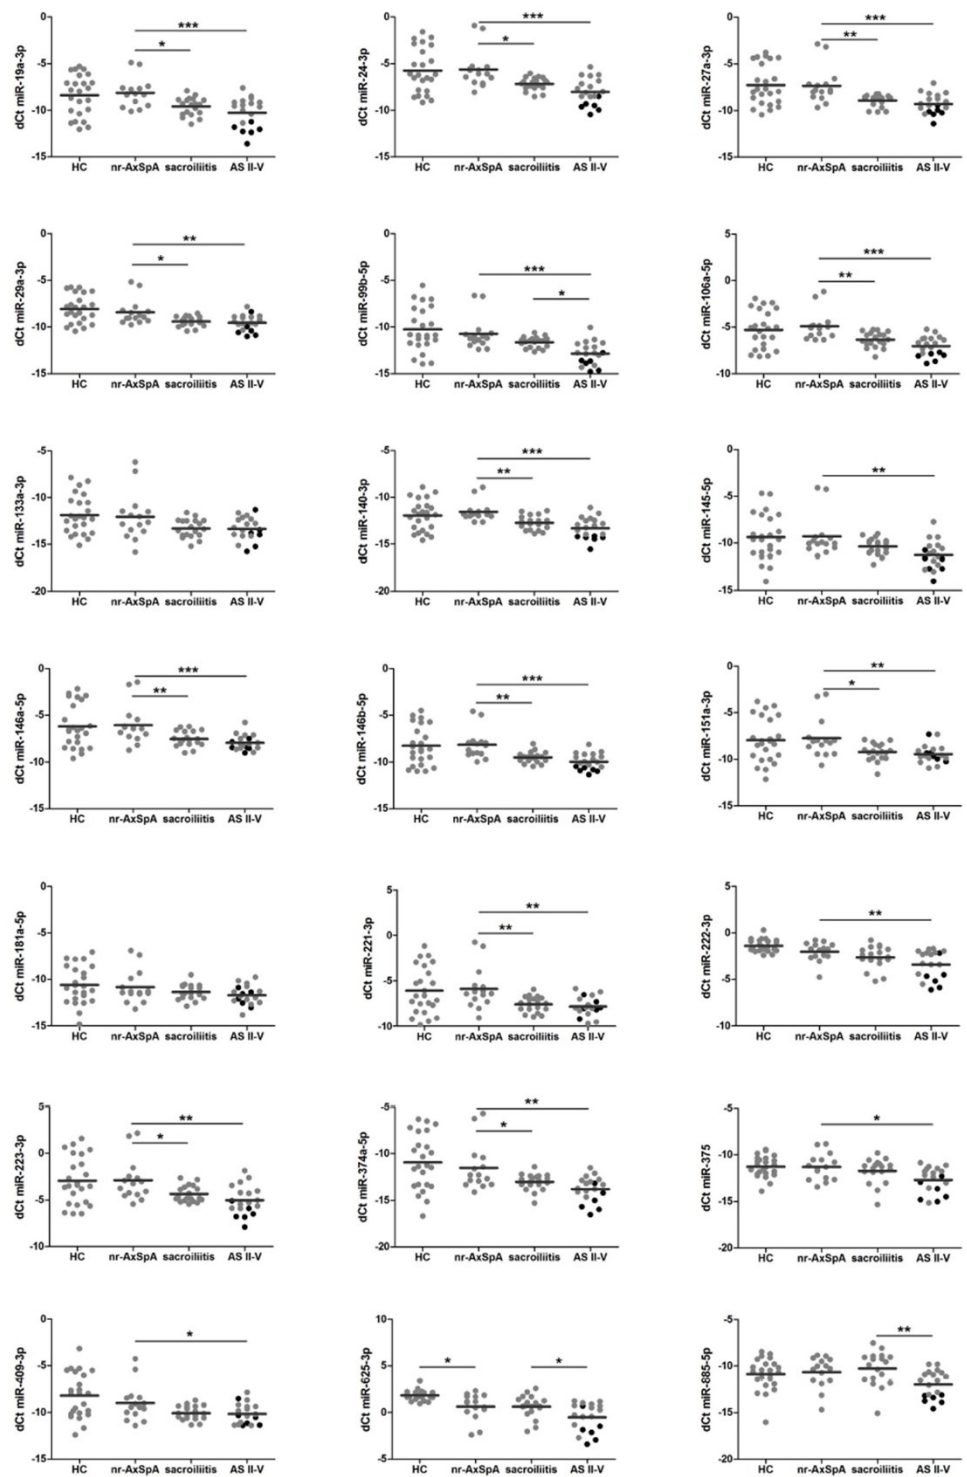 dCt miR-19a-3p
0
***
*
-5
-10
-15
HC nr-AxSpA sacroiliitis AS II-V
dCt miR-24-3p
0
***
*
-5
-10
-15
HC nr-AxSpA sacroiliitis AS II-V
dCt miR-27a-3p
0
***
**
-5
-10
-15
HC nr-AxSpA sacroiliitis AS II-V
dCt miR-29a-3p
0
**
*
-5
-10
-15
HC nr-AxSpA sacroiliitis AS II-V
dCt miR-99b-5p
0
***
*
-5
-10
-15
HC nr-AxSpA sacroiliitis AS II-V
dCt miR-106a-5p
5
***
**
0
-5
-10
HC nr-AxSpA sacroiliitis AS II-V
dCt miR-133a-3p
-5
-10
-15
-20
HC nr-AxSpA sacroiliitis AS II-V
dCt miR-140-3p
-5
***
**
-10
-15
-20
HC nr-AxSpA sacroiliitis AS II-V
dCt miR-145-5p
0
**
-5
-10
-15
HC nr-AxSpA sacroiliitis AS II-V
dCt miR-146a-5p
0
***
**
-5
-10
-15
HC nr-AxSpA sacroiliitis AS II-V
dCt miR-146b-5p
0
***
**
-5
-10
-15
HC nr-AxSpA sacroiliitis AS II-V
dCt miR-151a-3p
0
**
*
-5
-10
-15
HC nr-AxSpA sacroiliitis AS II-V
dCt miR-181a-5p
0
-5
-10
-15
HC nr-AxSpA sacroiliitis AS II-V
dCt miR-221-3p
5
**
**
0
-5
-10
HC nr-AxSpA sacroiliitis AS II-V
dCt miR-222-3p
5
**
0
-5
-10
HC nr-AxSpA sacroiliitis AS II-V
dCt miR-223-3p
5
**
*
0
-5
-10
HC nr-AxSpA sacroiliitis AS II-V
dCt miR-374a-5p
-5
**
*
-10
-15
-20
HC nr-AxSpA sacroiliitis AS II-V
dCt miR-375
-5
*
-10
-15
-20
HC nr-AxSpA sacroiliitis AS II-V
dCt miR-409-3p
0
*
-5
-10
-15
HC nr-AxSpA sacroiliitis AS II-V
dCt miR-625-3p
10
*
*
5
0
-5
HC nr-AxSpA sacroiliitis AS II-V
dCt miR-885-5p
-5
**
-10
-15
-20
HC nr-AxSpA sacroiliitis AS II-V